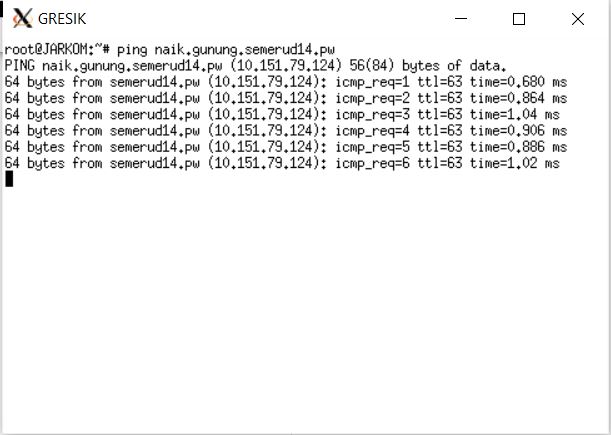 GRESIK
root@JARKOM:~# ping naik.gunung.semerud14.pw
PING naik.gunung.semerud14.pw (10.151.79.124) 56(84) bytes of data.
64 bytes from semerud14.pw (10.151.79.124): icmp_req=1 ttl=63 time=0.680 ms
64 bytes from semerud14.pw (10.151.79.124): icmp_req=2 ttl=63 time=0.864 ms
64 bytes from semerud14.pw (10.151.79.124): icmp_req=3 ttl=63 time=1.04 ms
64 bytes from semerud14.pw (10.151.79.124): icmp_req=4 ttl=63 time=0.906 ms
64 bytes from semerud14.pw (10.151.79.124): icmp_req=5 ttl=63 time=0.886 ms
64 bytes from semerud14.pw (10.151.79.124): icmp_req=6 ttl=63 time=1.02 ms